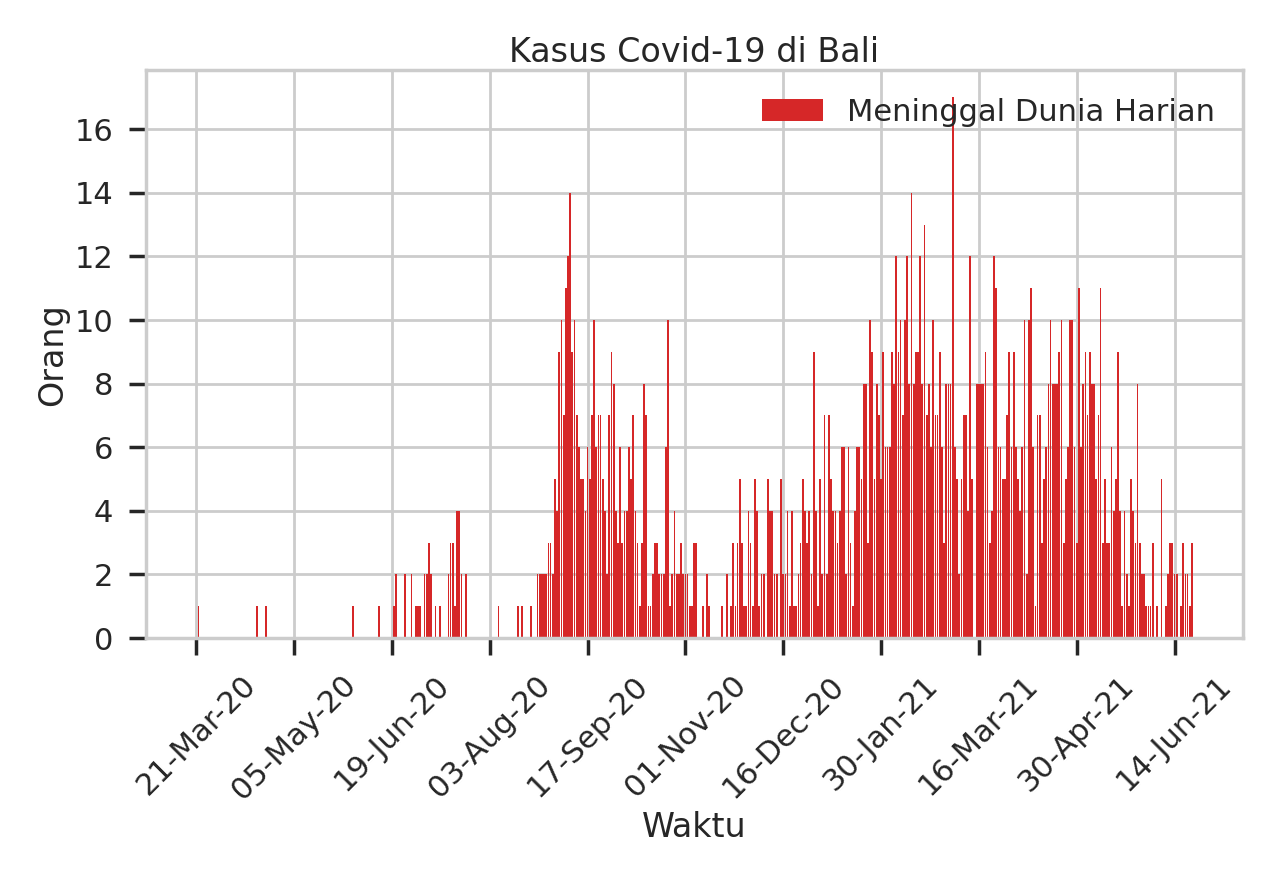 Kasus Covid-19 di Bali
Meninggal Dunia Harian
16
14
12
10
8
6
4
2
0
Orang
21-Mar-20
05-May-20
19-Jun-20
03-Aug-20
17-Sep-20
01-Nov-20
16-Dec-20
30-Jan-21
16-Mar-21
30-Apr-21
14-Jun-21
Waktu